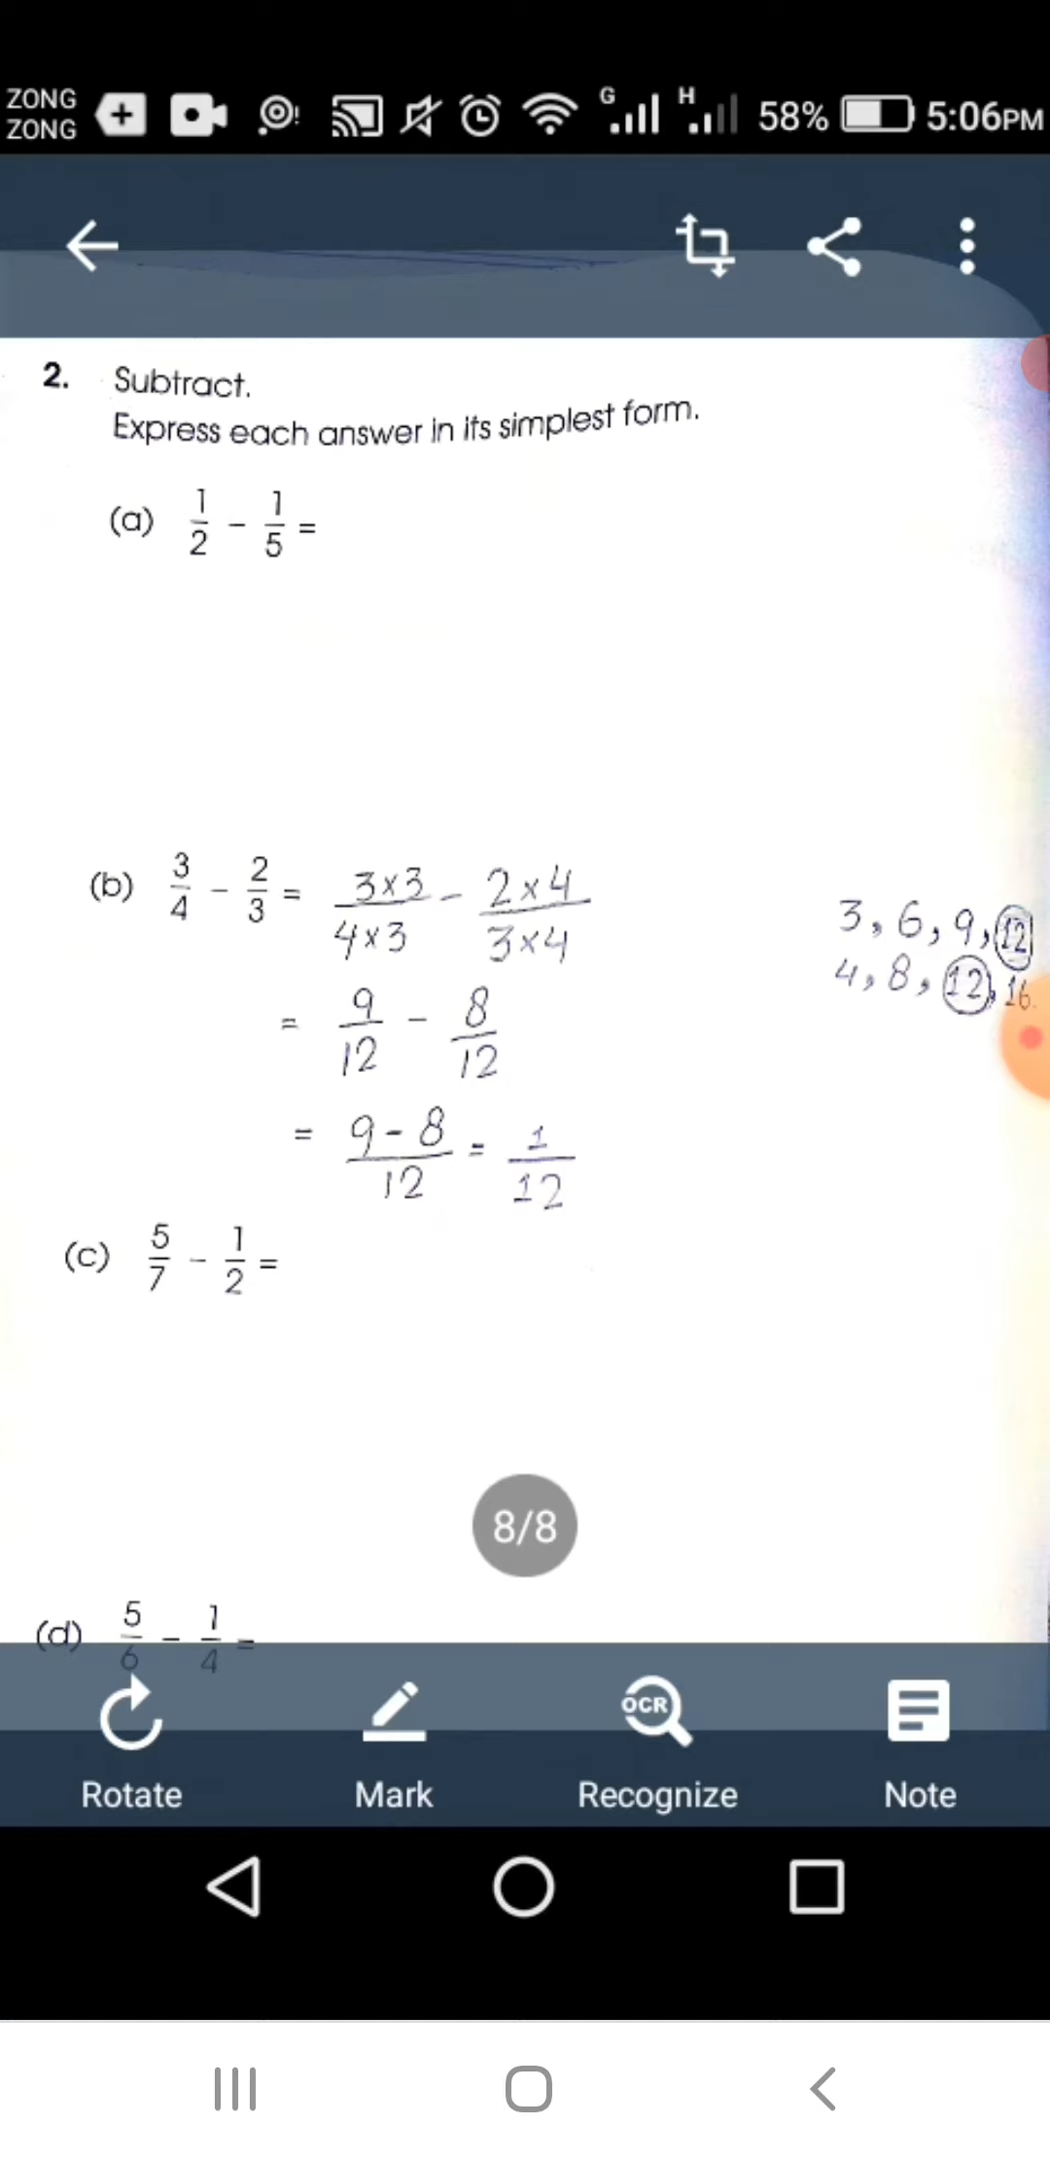 ZONG
ZONG
G
H
58%
5:06PM
2. Subtract.
Express each answer in its simplest form.
(a) 1/2 - 1/5 =
(b) 3/4 - 2/3 = 3×3/4×3 - 2×4/3×4
3, 6, 9, 12
4, 8, 12, 16.
= 9/12 - 8/12
= 9-8/12 = 1/12
(c) 5/7 - 1/2 =
8/8
(d) 5/6 - 1/4 =
OCR
Rotate
Mark
Recognize
Note